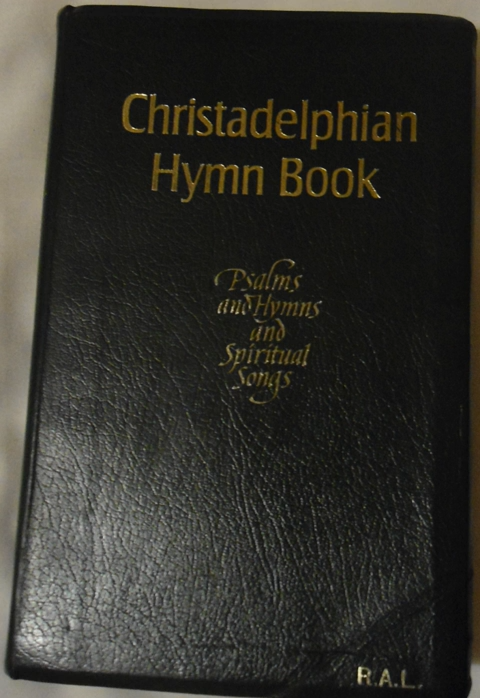 Christadelphian
Hymn Book
Psalms
and Hymns
and
Spiritual
Songs
R.A.L.